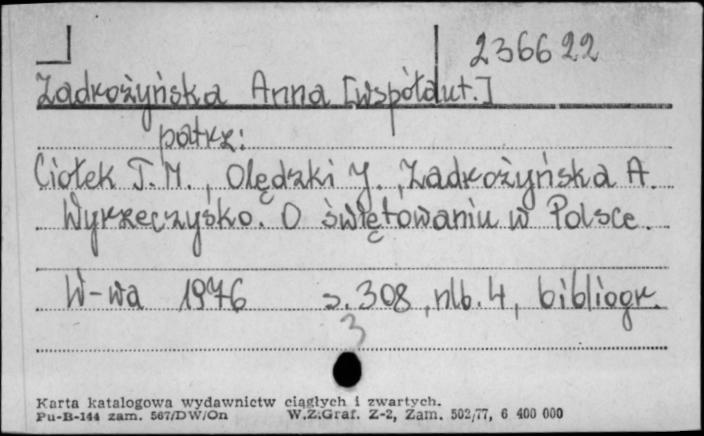 236622
Zadrożyńska Anna [współaut.]
patrz:
Ciołek T. M., Olędzki J., Zadrożyńska A.
Wyrzeczysko. O świętowaniu w Polsce.
W-wa 1976 s. 308, nlb. 4, bibliogr.
3
Karta katalogowa wydawnictw ciągłych i zwartych.
Pu-B-144 zam. 567/DW/On W.Z.Graf. Z-2, Zam. 502/77, 6 400 000